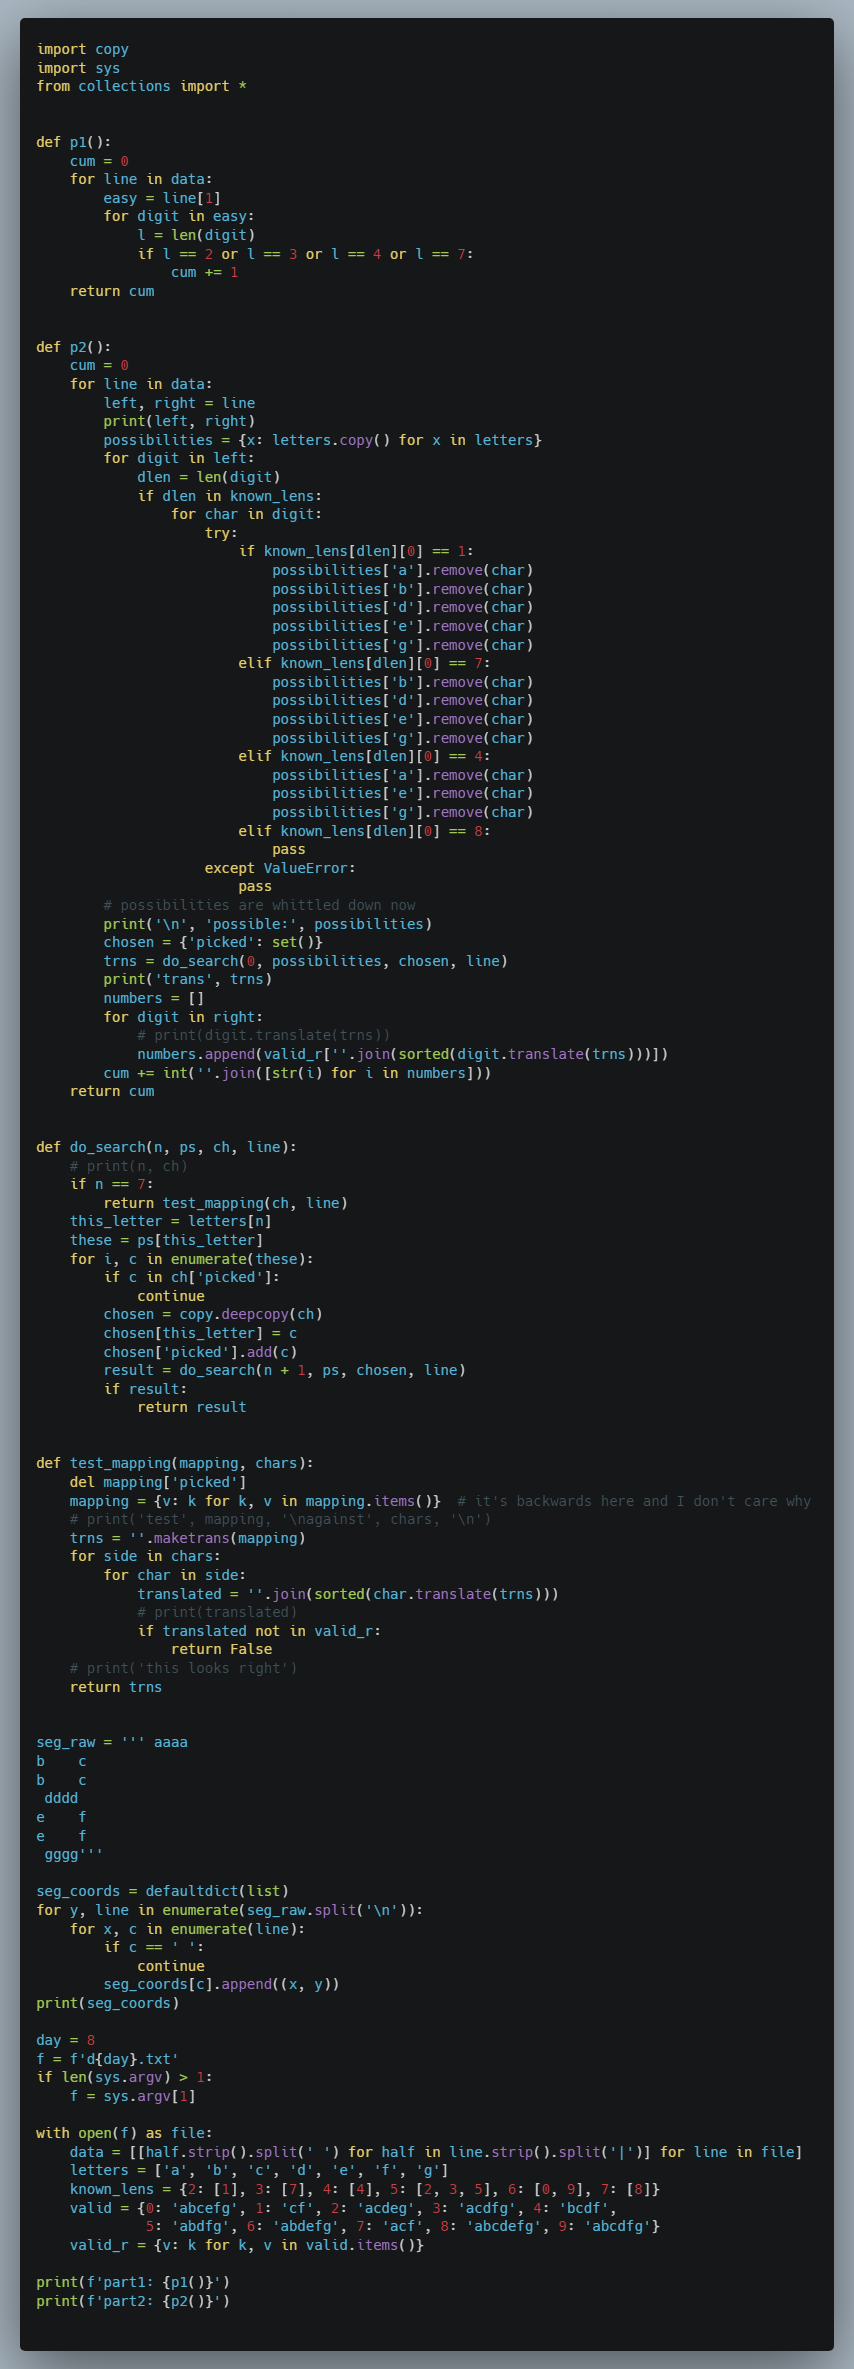 import copy
import sys
from collections import *


def p1():
    cum = 0
    for line in data:
        easy = line[1]
        for digit in easy:
            l = len(digit)
            if l == 2 or l == 3 or l == 4 or l == 7:
                cum += 1
    return cum


def p2():
    cum = 0
    for line in data:
        left, right = line
        print(left, right)
        possibilities = {x: letters.copy() for x in letters}
        for digit in left:
            dlen = len(digit)
            if dlen in known_lens:
                for char in digit:
                    try:
                        if known_lens[dlen][0] == 1:
                            possibilities['a'].remove(char)
                            possibilities['b'].remove(char)
                            possibilities['d'].remove(char)
                            possibilities['e'].remove(char)
                            possibilities['g'].remove(char)
                        elif known_lens[dlen][0] == 7:
                            possibilities['b'].remove(char)
                            possibilities['d'].remove(char)
                            possibilities['e'].remove(char)
                            possibilities['g'].remove(char)
                        elif known_lens[dlen][0] == 4:
                            possibilities['a'].remove(char)
                            possibilities['e'].remove(char)
                            possibilities['g'].remove(char)
                        elif known_lens[dlen][0] == 8:
                            pass
                    except ValueError:
                        pass
        # possibilities are whittled down now
        print('\n', 'possible:', possibilities)
        chosen = {'picked': set()}
        trns = do_search(0, possibilities, chosen, line)
        print('trans', trns)
        numbers = []
        for digit in right:
            # print(digit.translate(trns))
            numbers.append(valid_r[''.join(sorted(digit.translate(trns)))])
        cum += int(''.join([str(i) for i in numbers]))
    return cum


def do_search(n, ps, ch, line):
    # print(n, ch)
    if n == 7:
        return test_mapping(ch, line)
    this_letter = letters[n]
    these = ps[this_letter]
    for i, c in enumerate(these):
        if c in ch['picked']:
            continue
        chosen = copy.deepcopy(ch)
        chosen[this_letter] = c
        chosen['picked'].add(c)
        result = do_search(n + 1, ps, chosen, line)
        if result:
            return result


def test_mapping(mapping, chars):
    del mapping['picked']
    mapping = {v: k for k, v in mapping.items()}  # it's backwards here and I don't care why
    # print('test', mapping, '\nagainst', chars, '\n')
    trns = ''.maketrans(mapping)
    for side in chars:
        for char in side:
            translated = ''.join(sorted(char.translate(trns)))
            # print(translated)
            if translated not in valid_r:
                return False
    # print('this looks right')
    return trns


seg_raw = ''' aaaa
b    c
b    c
 dddd
e    f
e    f
 gggg'''

seg_coords = defaultdict(list)
for y, line in enumerate(seg_raw.split('\n')):
    for x, c in enumerate(line):
        if c == ' ':
            continue
        seg_coords[c].append((x, y))
print(seg_coords)

day = 8
f = f'd{day}.txt'
if len(sys.argv) > 1:
    f = sys.argv[1]

with open(f) as file:
    data = [[half.strip().split(' ') for half in line.strip().split('|')] for line in file]
    letters = ['a', 'b', 'c', 'd', 'e', 'f', 'g']
    known_lens = {2: [1], 3: [7], 4: [4], 5: [2, 3, 5], 6: [0, 9], 7: [8]}
    valid = {0: 'abcefg', 1: 'cf', 2: 'acdeg', 3: 'acdfg', 4: 'bcdf',
             5: 'abdfg', 6: 'abdefg', 7: 'acf', 8: 'abcdefg', 9: 'abcdfg'}
    valid_r = {v: k for k, v in valid.items()}

print(f'part1: {p1()}')
print(f'part2: {p2()}')